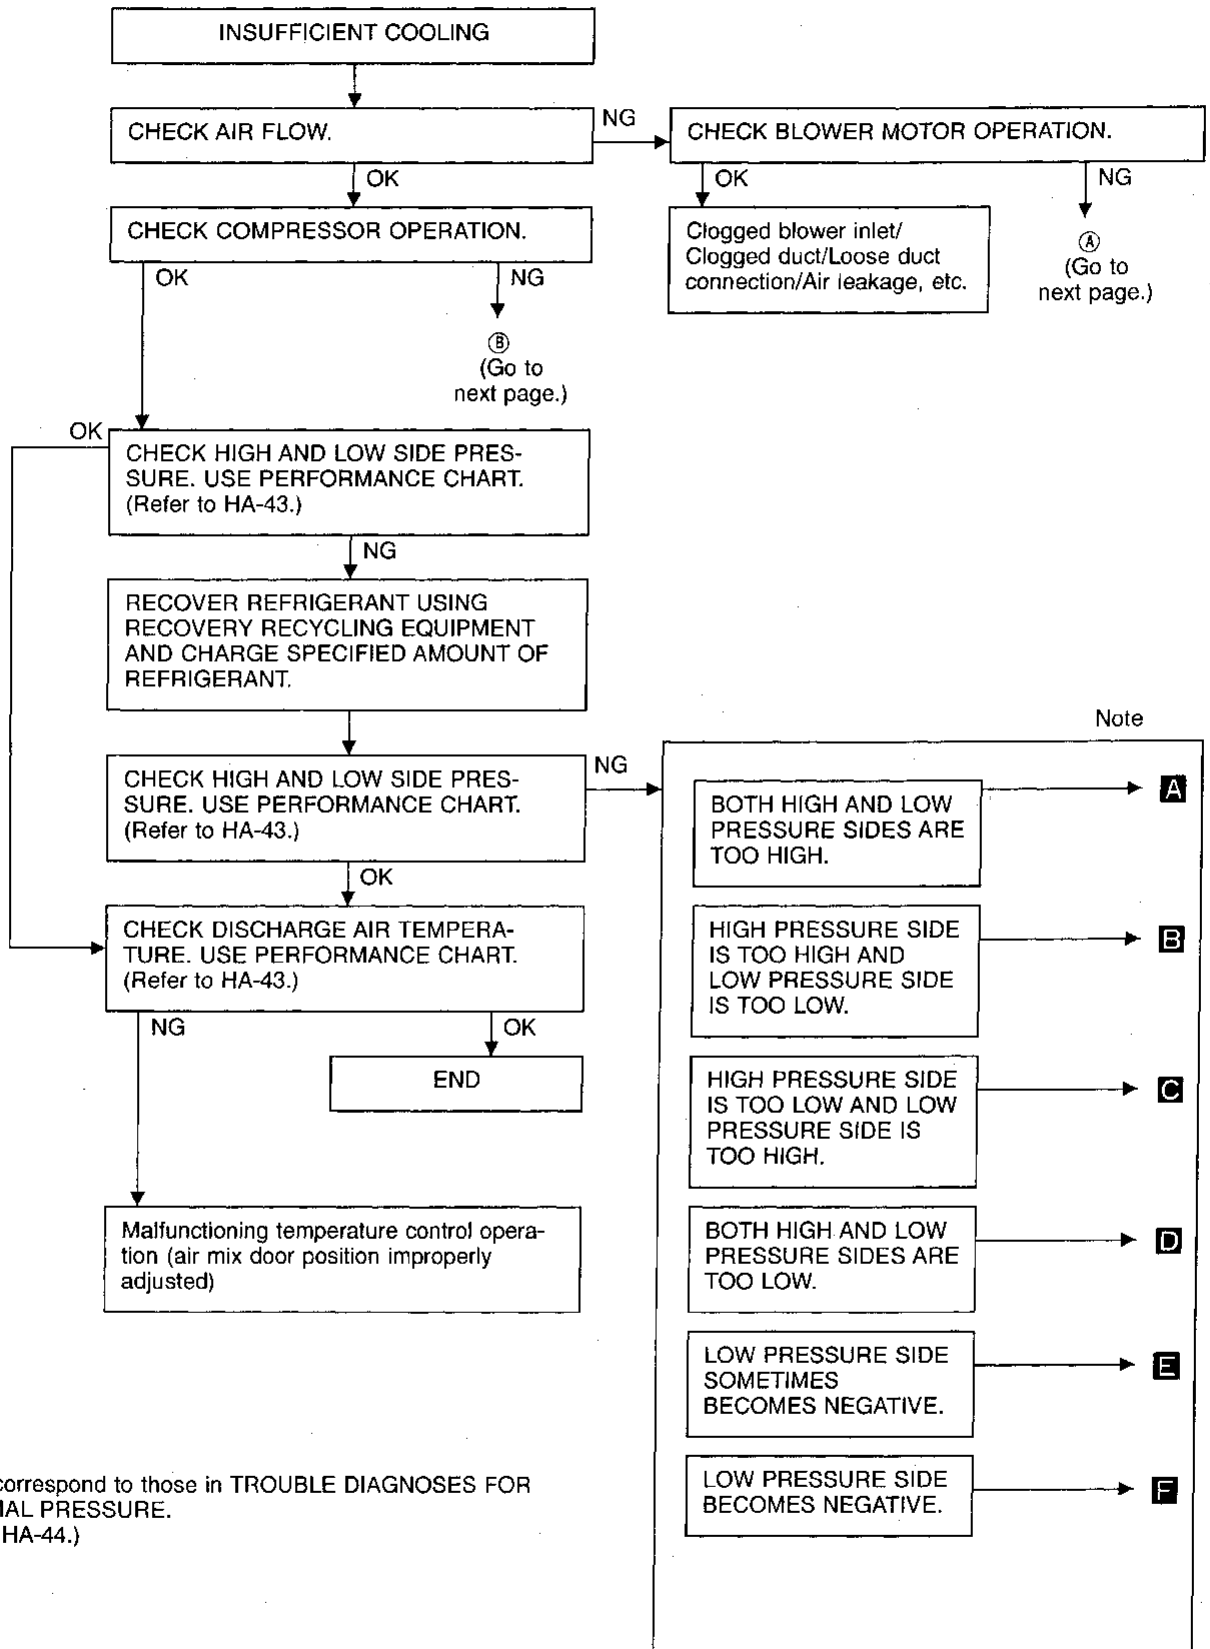 INSUFFICIENT COOLING
CHECK AIR FLOW.
NG
CHECK BLOWER MOTOR OPERATION.
OK
OK
NG
CHECK COMPRESSOR OPERATION.
Clogged blower inlet/
Clogged duct/Loose duct
connection/Air leakage, etc.
Ⓐ
(Go to
next page.)
OK
NG
Ⓑ
(Go to
next page.)
OK
CHECK HIGH AND LOW SIDE PRES-
SURE. USE PERFORMANCE CHART.
(Refer to HA-43.)
NG
RECOVER REFRIGERANT USING
RECOVERY RECYCLING EQUIPMENT
AND CHARGE SPECIFIED AMOUNT OF
REFRIGERANT.
CHECK HIGH AND LOW SIDE PRES-
SURE. USE PERFORMANCE CHART.
(Refer to HA-43.)
NG
OK
CHECK DISCHARGE AIR TEMPERA-
TURE. USE PERFORMANCE CHART.
(Refer to HA-43.)
NG
OK
END
Malfunctioning temperature control opera-
tion (air mix door position improperly
adjusted)
Note
BOTH HIGH AND LOW
PRESSURE SIDES ARE
TOO HIGH.
A
HIGH PRESSURE SIDE
IS TOO HIGH AND
LOW PRESSURE SIDE
IS TOO LOW.
B
HIGH PRESSURE SIDE
IS TOO LOW AND LOW
PRESSURE SIDE IS
TOO HIGH.
C
BOTH HIGH AND LOW
PRESSURE SIDES ARE
TOO LOW.
D
LOW PRESSURE SIDE
SOMETIMES
BECOMES NEGATIVE.
E
LOW PRESSURE SIDE
BECOMES NEGATIVE.
F
correspond to those in TROUBLE DIAGNOSES FOR
PRESSURE.
HA-44.)